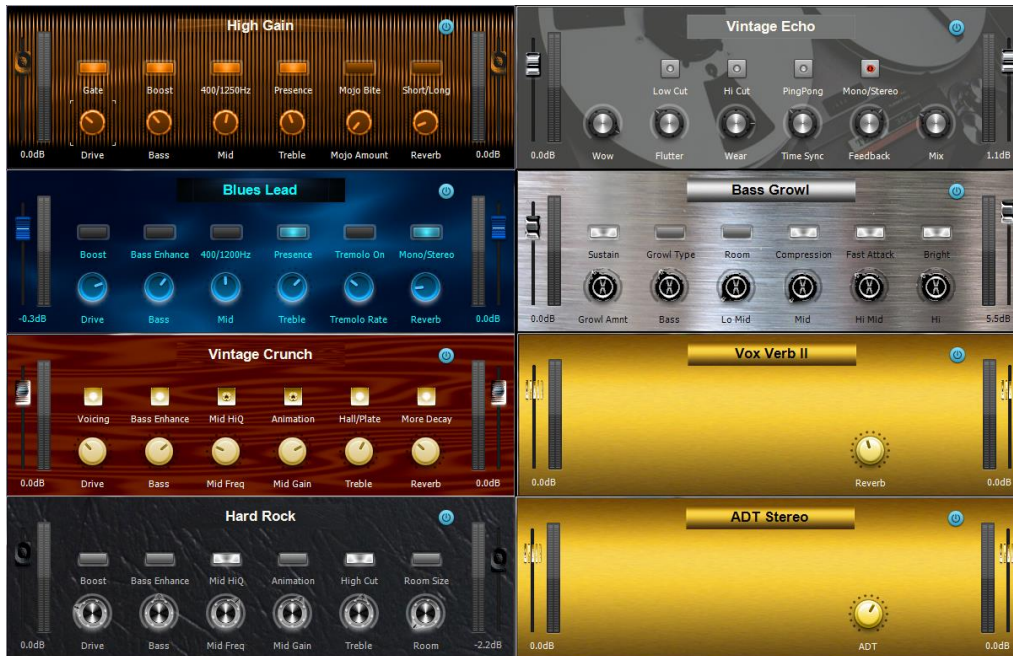 High Gain
Gate Boost 400/1250Hz Presence Mojo Bite Short/Long
0.0dB Drive Bass Mid Treble Mojo Amount Reverb 0.0dB
Vintage Echo
Low Cut Hi Cut PingPong Mono/Stereo
0.0dB Wow Flutter Wear Time Sync Feedback Mix 1.1dB
Blues Lead
Boost Bass Enhance 400/1200Hz Presence Tremolo On Mono/Stereo
-0.3dB Drive Bass Mid Treble Tremolo Rate Reverb 0.0dB
Bass Growl
Sustain Growl Type Room Compression Fast Attack Bright
0.0dB Growl Amnt Bass Lo Mid Mid Hi Mid Hi 5.5dB
Vintage Crunch
Voicing Bass Enhance Mid HiQ Animation Hall/Plate More Decay
0.0dB Drive Bass Mid Freq Mid Gain Treble Reverb 0.0dB
Vox Verb II
0.0dB Reverb 0.0dB
Hard Rock
Boost Bass Enhance Mid HiQ Animation High Cut Room Size
0.0dB Drive Bass Mid Freq Mid Gain Treble Room -2.2dB
ADT Stereo
0.0dB ADT 0.0dB